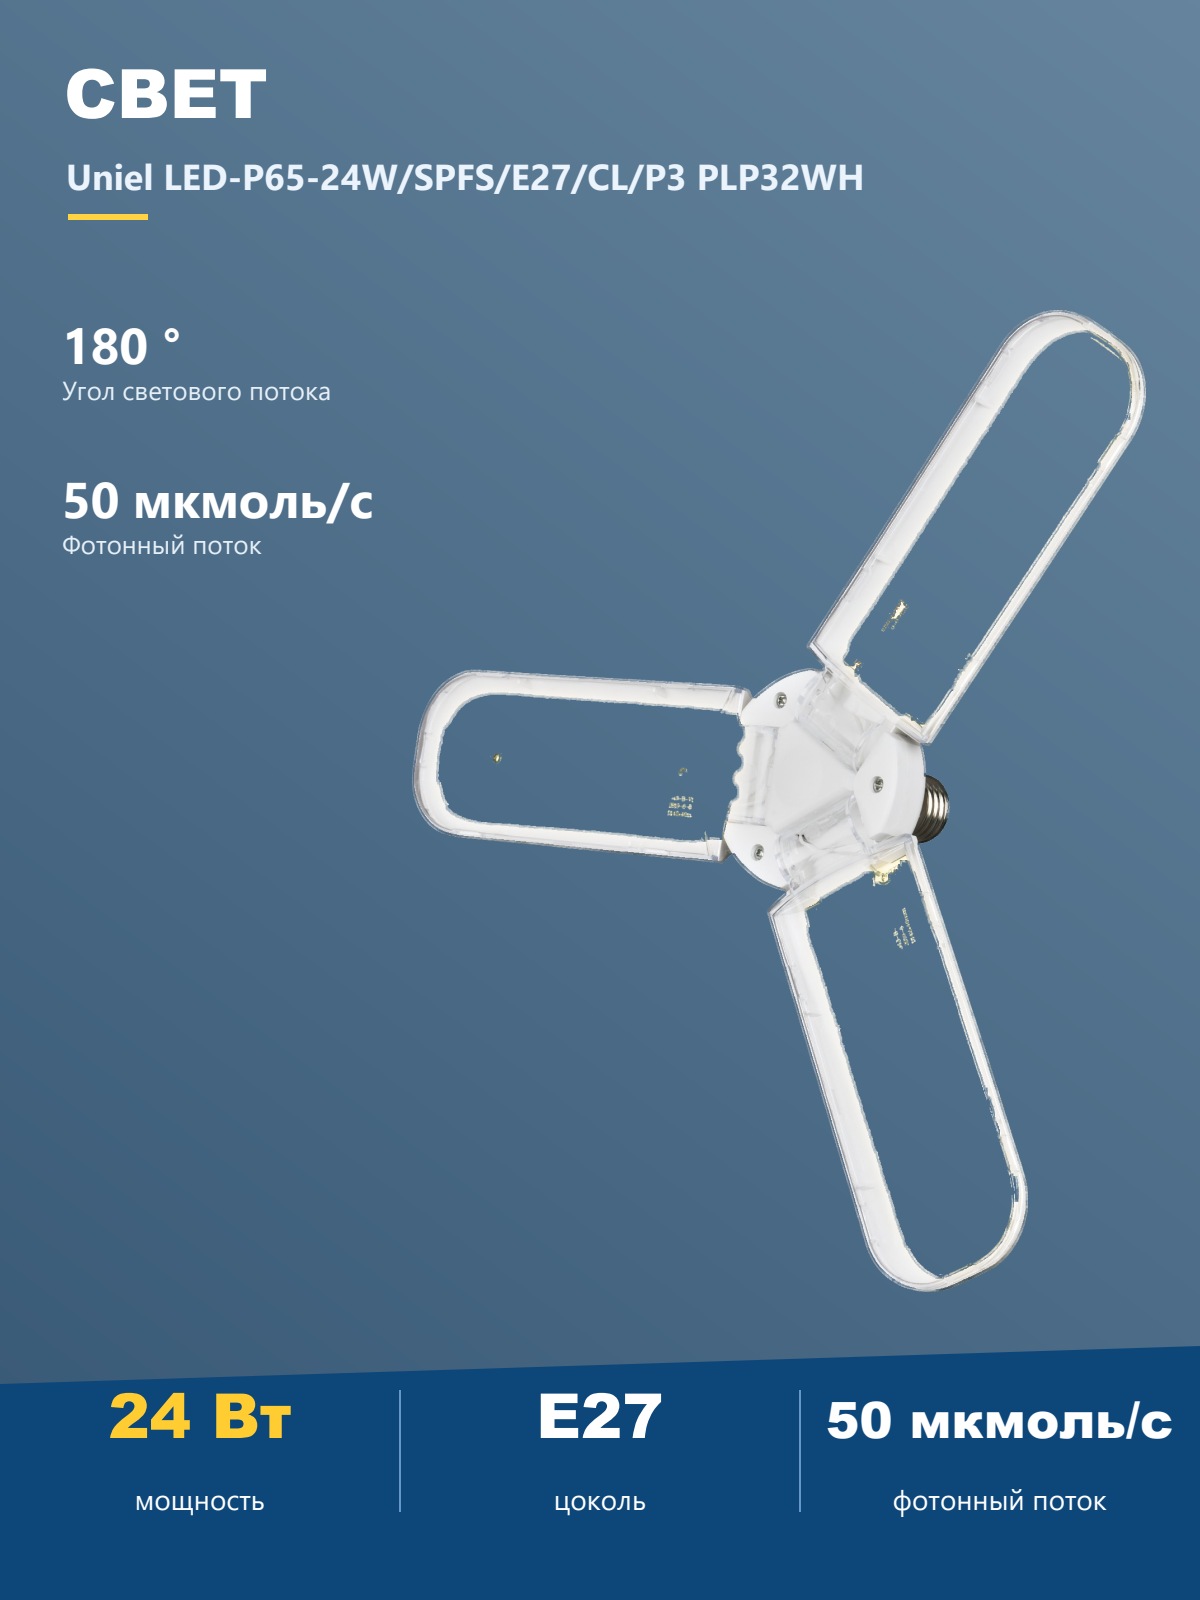 СВЕТ
Uniel LED-P65-24W/SPFS/E27/CL/P3 PLP32WH
180 °
Угол светового потока
50 мкмоль/с
Фотонный поток
24 Вт
E27
50 мкмоль/с
мощность
цоколь
фотонный поток